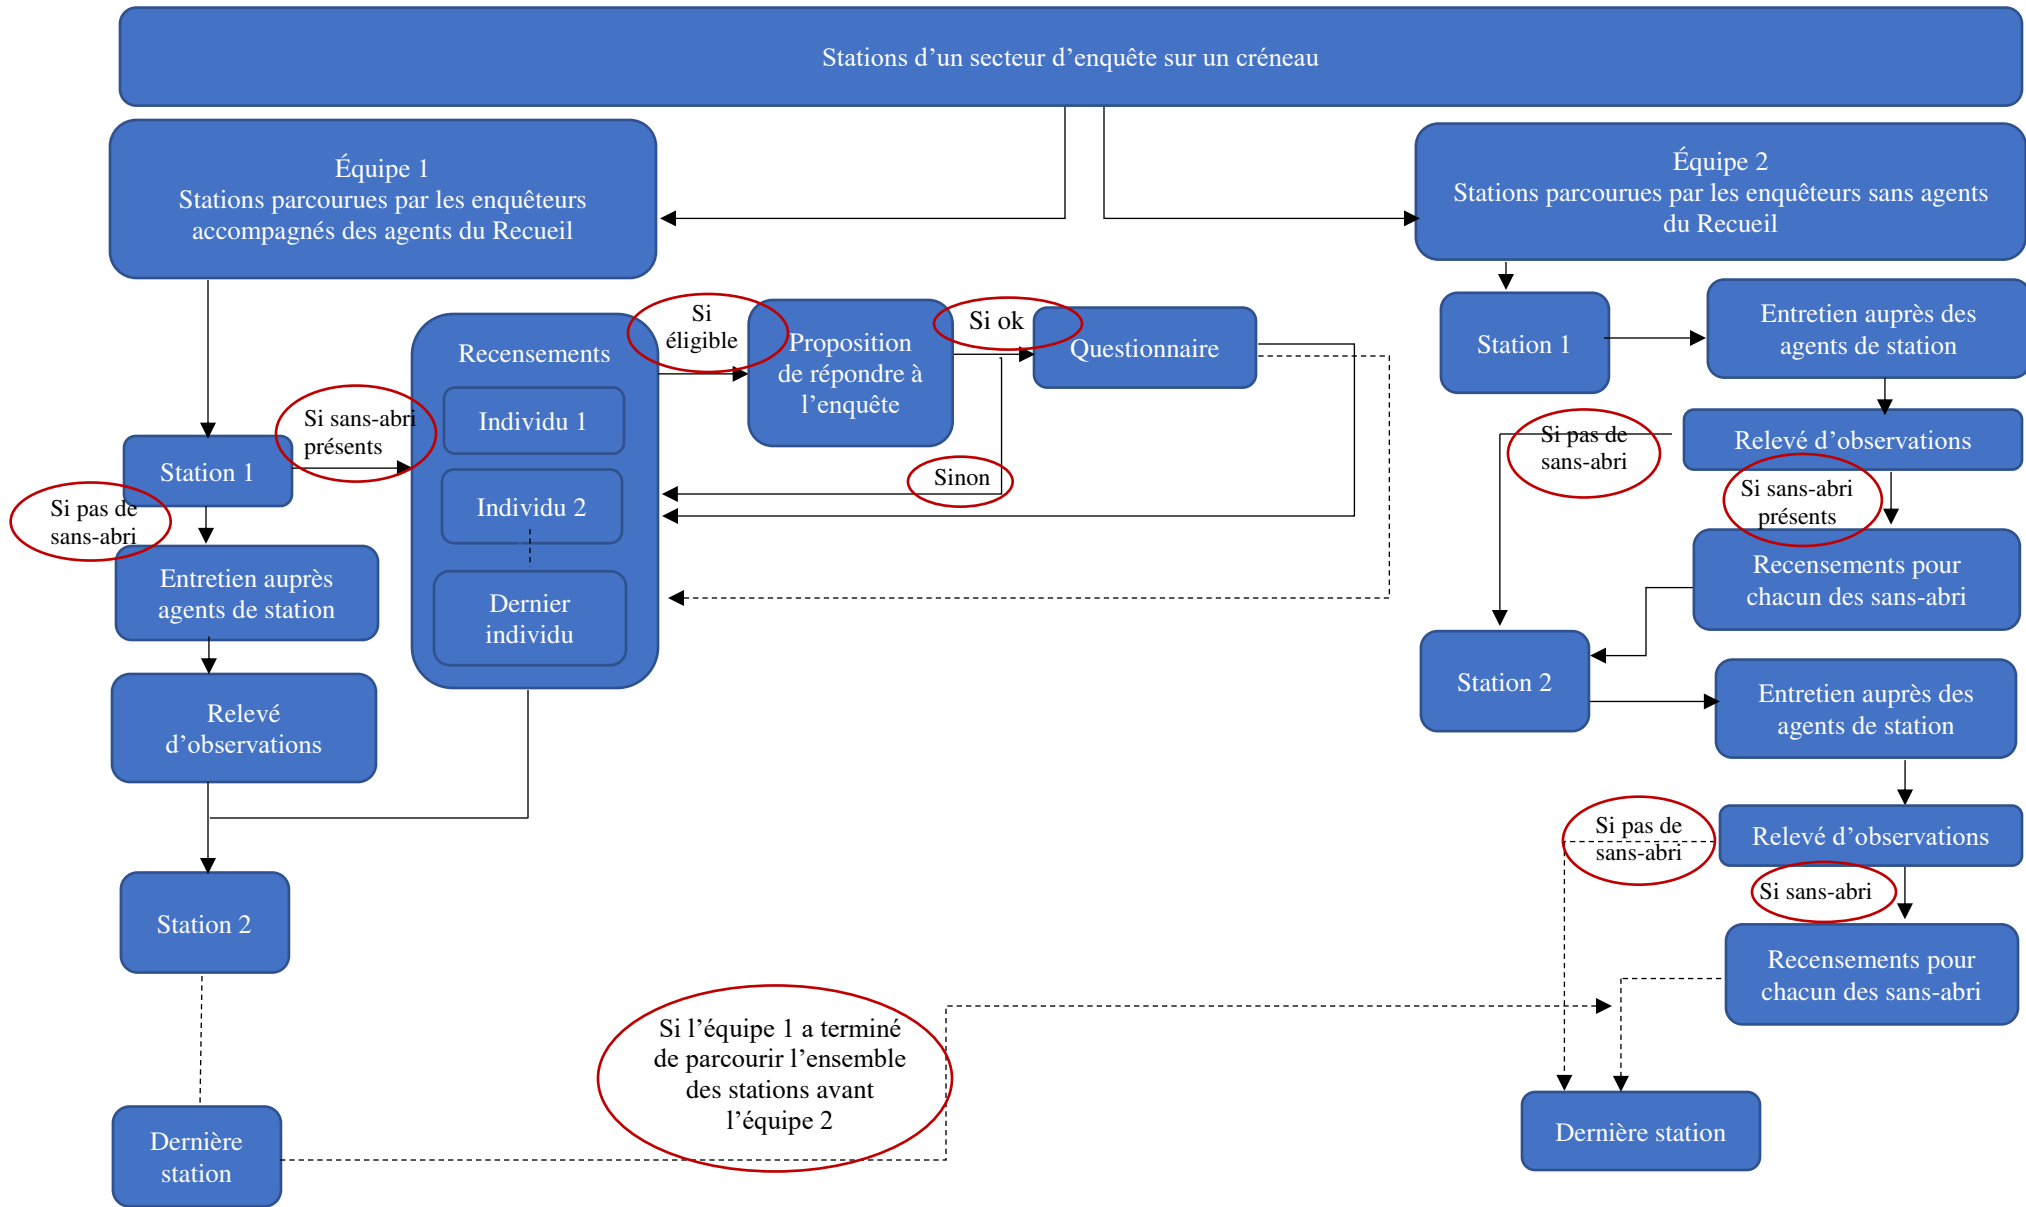 Stations d’un secteur d’enquête sur un créneau
Équipe 1
Stations parcourues par les enquêteurs
accompagnés des agents du Recueil
Équipe 2
Stations parcourues par les enquêteurs sans agents
du Recueil
Si
éligible
Proposition
de répondre à
l’enquête
Si ok
Questionnaire
Recensements
Individu 1
Individu 2
Dernier
individu
Si sans-abri
présents
Sinon
Station 1
Si pas de
sans-abri
Entretien auprès
agents de station
Relevé
d’observations
Station 2
Dernière
station
Si l’équipe 1 a terminé
de parcourir l’ensemble
des stations avant
l’équipe 2
Station 1
Entretien auprès des
agents de station
Relevé d’observations
Si pas de
sans-abri
Si sans-abri
présents
Recensements pour
chacun des sans-abri
Station 2
Entretien auprès des
agents de station
Relevé d’observations
Si pas de
sans-abri
Si sans-abri
Recensements pour
chacun des sans-abri
Dernière station